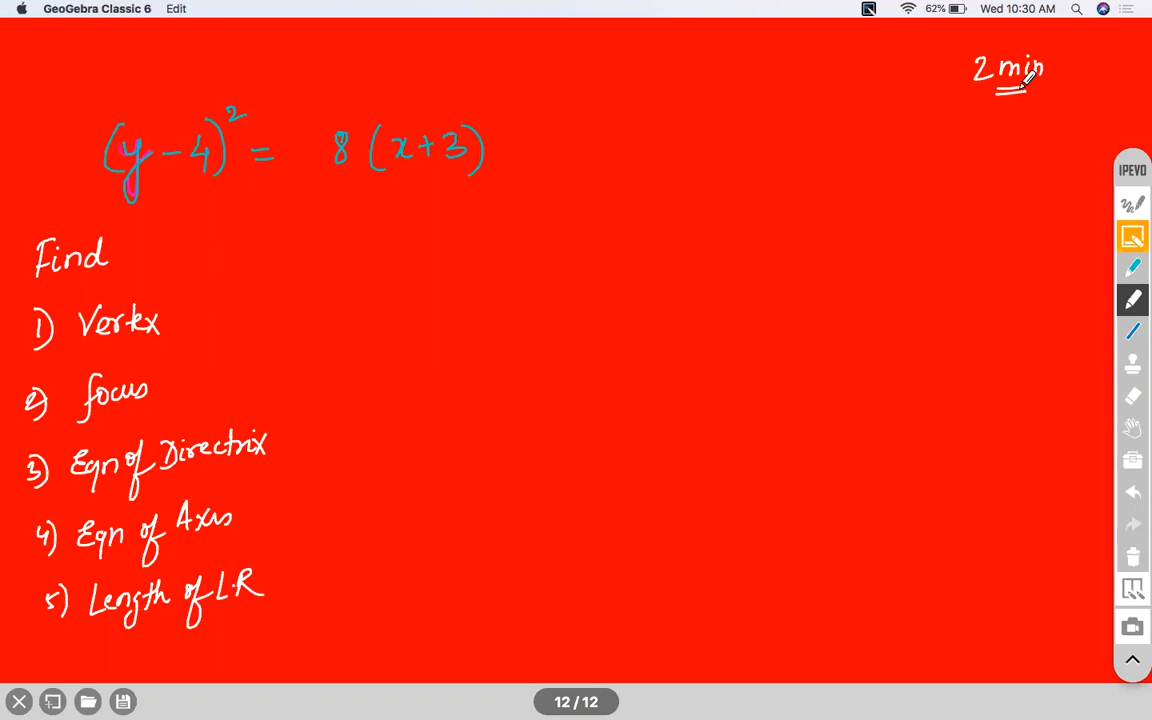 GeoGebra Classic 6 Edit 62% Wed 10:30 AM
2 min
(y-4)² = 8(x+3)
IPEVO
Find
1) Vertex
2) focus
3) Eqn of Directrix
4) Eqn of Axis
5) Length of L.R
12 / 12